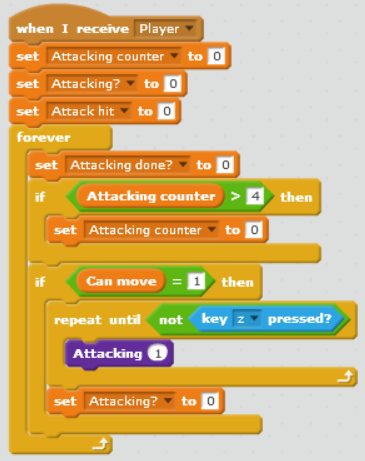 when I receive Player
set Attacking counter to 0
set Attacking? to 0
set Attack hit to 0
forever
set Attacking done? to 0
if Attacking counter > 4 then
set Attacking counter to 0
if Can move = 1 then
repeat until not key z pressed?
Attacking 1
set Attacking? to 0